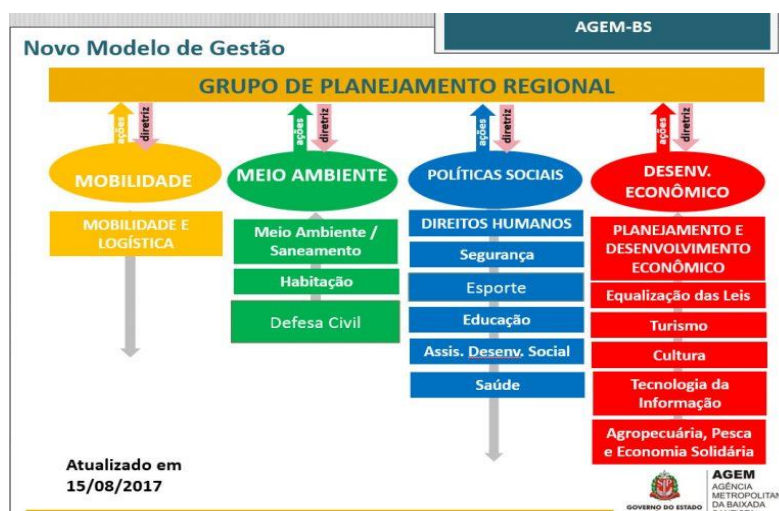 AGEM-BS
Novo Modelo de Gestão
GRUPO DE PLANEJAMENTO REGIONAL
ações
diretriz
ações
diretriz
ações
diretriz
ações
diretriz
MOBILIDADE
MOBILIDADE E
LOGÍSTICA
MEIO AMBIENTE
Meio Ambiente /
Saneamento
Habitação
Defesa Civil
POLÍTICAS SOCIAIS
DIREITOS HUMANOS
Segurança
Esporte
Educação
Assis. Desenv. Social
Saúde
DESENV.
ECONÔMICO
PLANEJAMENTO E
DESENVOLVIMENTO
ECONÔMICO
Equalização das Leis
Turismo
Cultura
Tecnologia da
Informação
Agropecuária, Pesca
e Economia Solidária
Atualizado em
15/08/2017
GOVERNO DO ESTADO
AGEM
AGÊNCIA
METROPOLITAN
DA BAIXADA